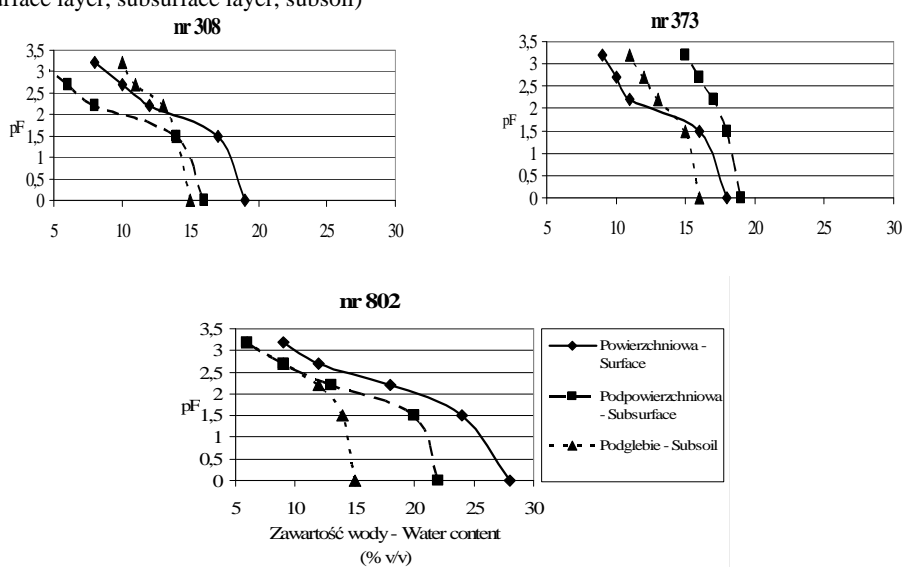 rface layer, subsurface layer, subsoil)
nr 308
3,5
3
2,5
2
pF 1,5
1
0,5
0
5 10 15 20 25 30
nr 373
3,5
3
2,5
2
pF
1,5
1
0,5
0
5 10 15 20 25 30
nr 802
3,5
3
2,5
2
pF
1,5
1
0,5
0
5 10 15 20 25 30
Zawartość wody - Water content
(% v/v)
Powierzchniowa -
Surface
Podpowierzchniowa
- Subsurface
Podglebie - Subsoil